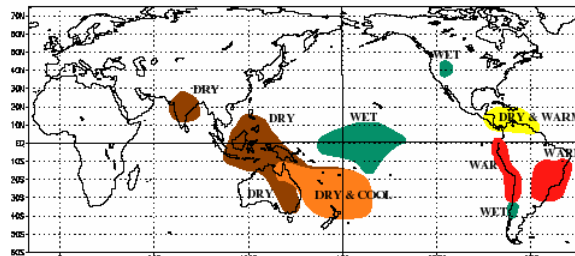 70N
60N
50N
40N
30N
20N
10N
EQ
10S
20S
30S
40S
50S
60S
WET
DRY
DRY
WET
DRY & WARM
WAR
WAR
DRY
DRY & COOL
WET